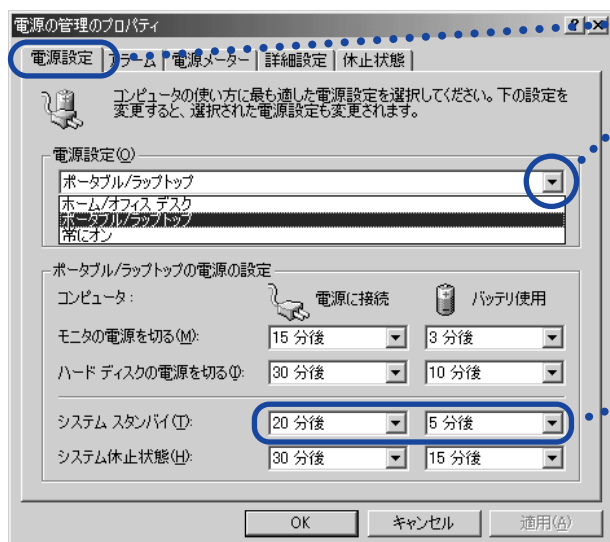 電源の管理のプロパティ
電源設定 アラーム 電源メーター 詳細設定 休止状態
コンピュータの使い方に最も適した電源設定を選択してください。下の設定を
変更すると、選択された電源設定も変更されます。
電源設定(O)
ポータブル/ラップトップ
ホーム/オフィス デスク
ポータブル/ラップトップ
常にオン
ポータブル/ラップトップの電源の設定
コンピュータ: 電源に接続 バッテリ使用
モニタの電源を切る(M): 15 分後 3 分後
ハード ディスクの電源を切る(I): 30 分後 10 分後
システム スタンバイ(T): 20 分後 5 分後
システム休止状態(H): 30 分後 15 分後
OK キャンセル 適用(A)